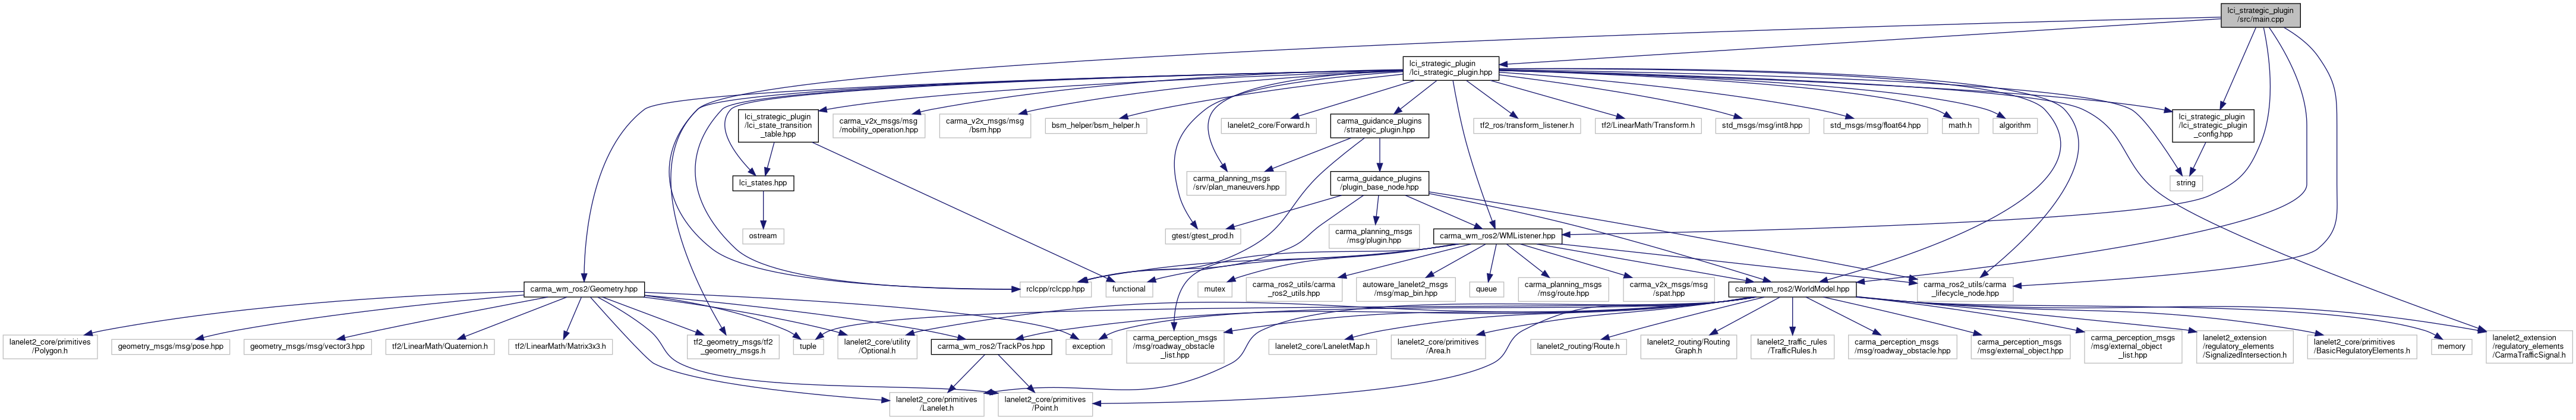 lci_strategic_plugin
/src/main.cpp
lci_strategic_plugin
/lci_strategic_plugin.hpp
lci_strategic_plugin
/lci_state_transition
_table.hpp
carma_v2x_msgs/msg
/mobility_operation.hpp
carma_v2x_msgs/msg
/bsm.hpp
bsm_helper/bsm_helper.h
lanelet2_core/Forward.h
carma_guidance_plugins
/strategic_plugin.hpp
tf2_ros/transform_listener.h
tf2/LinearMath/Transform.h
std_msgs/msg/int8.hpp
std_msgs/msg/float64.hpp
math.h
algorithm
lci_strategic_plugin
/lci_strategic_plugin
_config.hpp
lci_states.hpp
carma_planning_msgs
/srv/plan_maneuvers.hpp
carma_guidance_plugins
/plugin_base_node.hpp
string
ostream
gtest/gtest_prod.h
carma_planning_msgs
/msg/plugin.hpp
carma_wm_ros2/WMListener.hpp
carma_wm_ros2/Geometry.hpp
rclcpp/rclcpp.hpp
functional
mutex
carma_ros2_utils/carma
_ros2_utils.hpp
autoware_lanelet2_msgs
/msg/map_bin.hpp
queue
carma_planning_msgs
/msg/route.hpp
carma_v2x_msgs/msg
/spat.hpp
carma_wm_ros2/WorldModel.hpp
carma_ros2_utils/carma
_lifecycle_node.hpp
lanelet2_core/primitives
/Polygon.h
geometry_msgs/msg/pose.hpp
geometry_msgs/msg/vector3.hpp
tf2/LinearMath/Quaternion.h
tf2/LinearMath/Matrix3x3.h
tf2_geometry_msgs/tf2
_geometry_msgs.h
tuple
lanelet2_core/utility
/Optional.h
carma_wm_ros2/TrackPos.hpp
exception
carma_perception_msgs
/msg/roadway_obstacle
_list.hpp
lanelet2_core/LaneletMap.h
lanelet2_core/primitives
/Area.h
lanelet2_routing/Route.h
lanelet2_routing/Routing
Graph.h
lanelet2_traffic_rules
/TrafficRules.h
carma_perception_msgs
/msg/roadway_obstacle.hpp
carma_perception_msgs
/msg/external_object.hpp
carma_perception_msgs
/msg/external_object
_list.hpp
lanelet2_extension
/regulatory_elements
/SignalizedIntersection.h
lanelet2_core/primitives
/BasicRegulatoryElements.h
memory
lanelet2_extension
/regulatory_elements
/CarmaTrafficSignal.h
lanelet2_core/primitives
/Lanelet.h
lanelet2_core/primitives
/Point.h